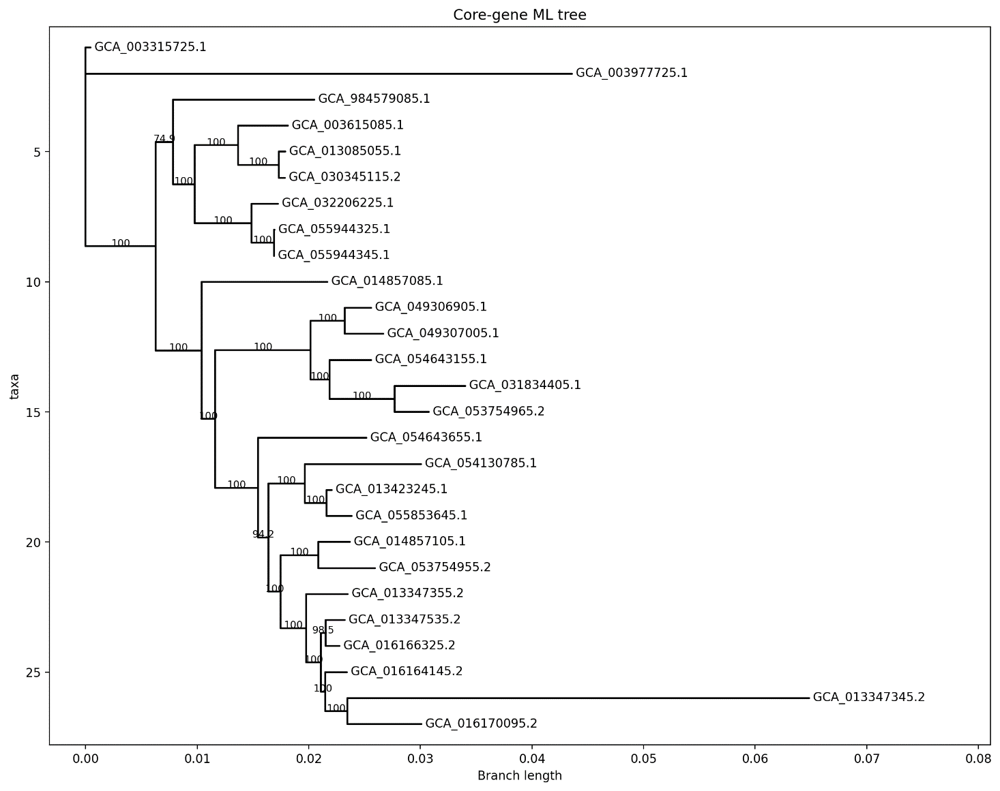 Core-gene ML tree
GCA_003315725.1
GCA_003977725.1
GCA_984579085.1
GCA_003615085.1
74.9
100
5
GCA_013085055.1
100
GCA_030345115.2
100
GCA_032206225.1
100
GCA_055944325.1
100
100
GCA_055944345.1
10
GCA_014857085.1
GCA_049306905.1
100
GCA_049307005.1
100
100
GCA_054643155.1
100
GCA_031834405.1
100
15
GCA_053754965.2
100
GCA_054643655.1
GCA_054130785.1
100
100
GCA_013423245.1
100
GCA_055853645.1
94.2
20
GCA_014857105.1
100
GCA_053754955.2
100
GCA_013347355.2
GCA_013347535.2
100
98.5
GCA_016166325.2
100
25
GCA_016164145.2
100
GCA_013347345.2
100
GCA_016170095.2
taxa
0.00 0.01 0.02 0.03 0.04 0.05 0.06 0.07 0.08
Branch length